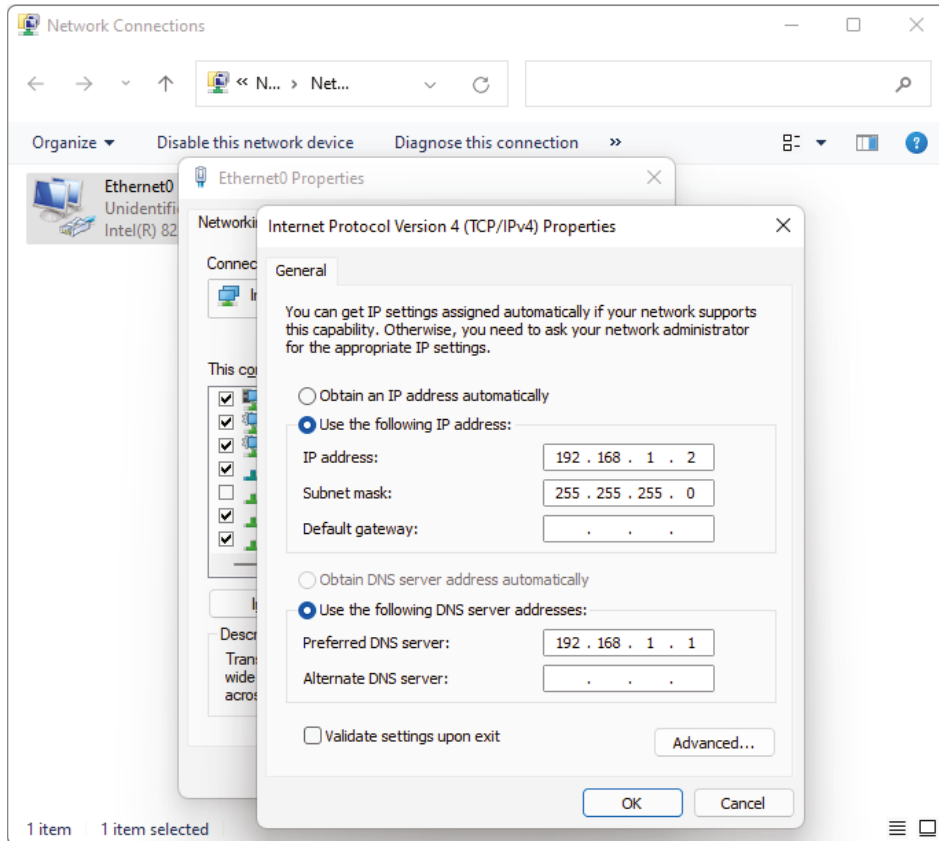 Network Connections
« N... › Net...
Organize Disable this network device Diagnose this connection »
Ethernet0
Unidentifi
Intel(R) 82
Ethernet0 Properties
Networki
Connec
This co
Descr
Tran
wide
acros
Internet Protocol Version 4 (TCP/IPv4) Properties
General
You can get IP settings assigned automatically if your network supports
this capability. Otherwise, you need to ask your network administrator
for the appropriate IP settings.
Obtain an IP address automatically
Use the following IP address:
IP address: 192 . 168 . 1 . 2
Subnet mask: 255 . 255 . 255 . 0
Default gateway: . . .
Obtain DNS server address automatically
Use the following DNS server addresses:
Preferred DNS server: 192 . 168 . 1 . 1
Alternate DNS server: . . .
Validate settings upon exit
Advanced...
OK Cancel
1 item 1 item selected